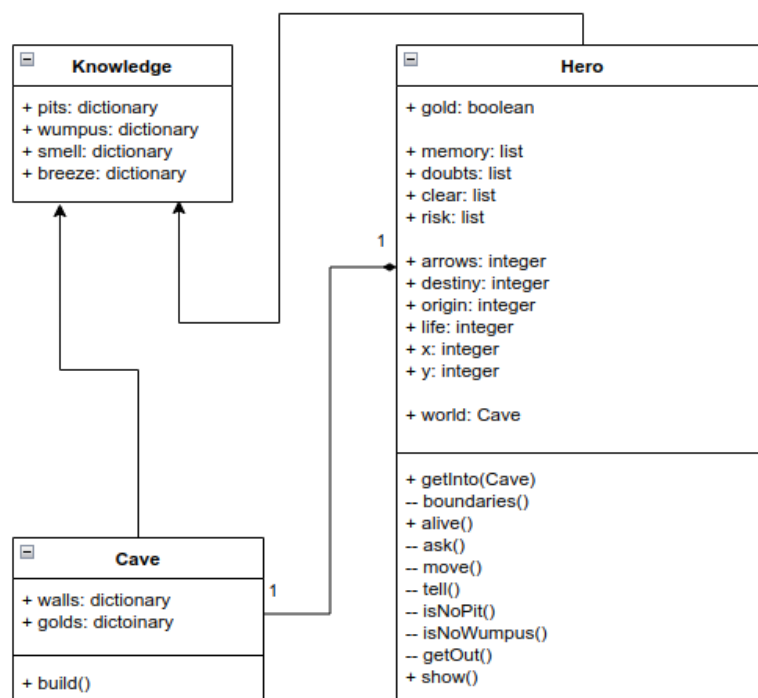 Knowledge
+ pits: dictionary
+ wumpus: dictionary
+ smell: dictionary
+ breeze: dictionary
Hero
+ gold: boolean
+ memory: list
+ doubts: list
+ clear: list
+ risk: list
+ arrows: integer
+ destiny: integer
+ origin: integer
+ life: integer
+ x: integer
+ y: integer
+ world: Cave
+ getInto(Cave)
-- boundaries()
+ alive()
-- ask()
-- move()
-- tell()
-- isNoPit()
-- isNoWumpus()
-- getOut()
+ show()
1
1
Cave
+ walls: dictionary
+ golds: dictoinary
+ build()